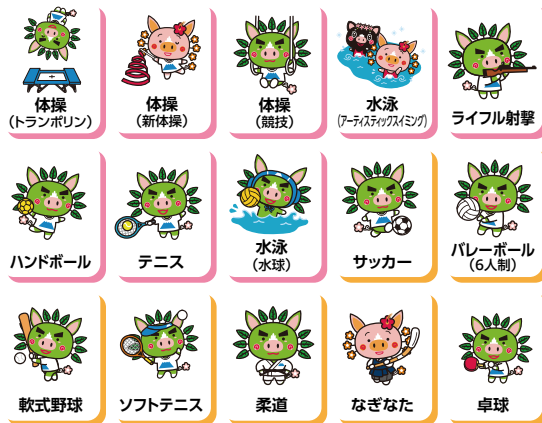 体操
(トランポリン)
体操
(新体操)
体操
(競技)
水泳
(アーティスティックスイミング)
ライフル射撃
ハンドボール
テニス
水泳
(水球)
サッカー
バレーボール
(6人制)
軟式野球
ソフトテニス
柔道
なぎなた
卓球